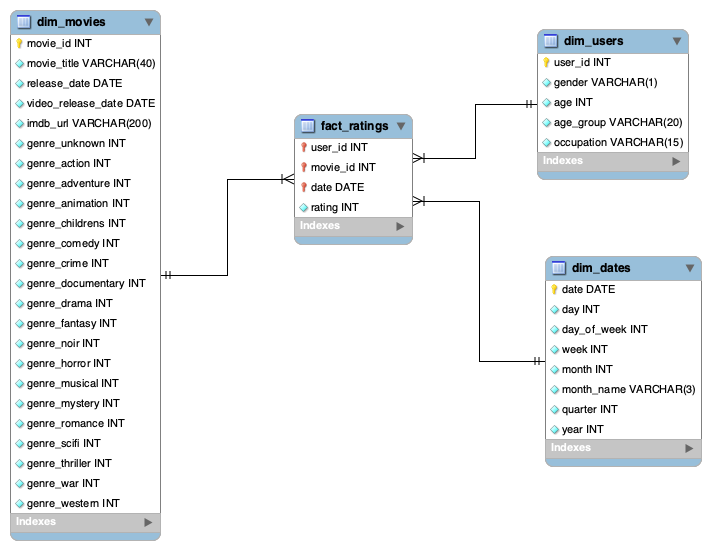 dim_movies
movie_id INT
movie_title VARCHAR(40)
release_date DATE
video_release_date DATE
imdb_url VARCHAR(200)
genre_unknown INT
genre_action INT
genre_adventure INT
genre_animation INT
genre_childrens INT
genre_comedy INT
genre_crime INT
genre_documentary INT
genre_drama INT
genre_fantasy INT
genre_noir INT
genre_horror INT
genre_musical INT
genre_mystery INT
genre_romance INT
genre_scifi INT
genre_thriller INT
genre_war INT
genre_western INT
Indexes
fact_ratings
user_id INT
movie_id INT
date DATE
rating INT
Indexes
dim_users
user_id INT
gender VARCHAR(1)
age INT
age_group VARCHAR(20)
occupation VARCHAR(15)
Indexes
dim_dates
date DATE
day INT
day_of_week INT
week INT
month INT
month_name VARCHAR(3)
quarter INT
year INT
Indexes